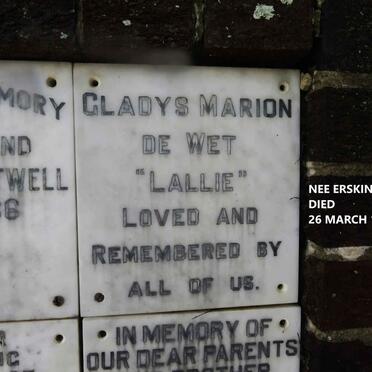 MORY
ND
TWELL
GLADYS MARION
DE WET
"LALLIE"
LOVED AND
REMEMBERED BY
ALL OF US.
NEE ERSKIN
DIED
26 MARCH
IN MEMORY OF
OUR DEAR PARENTS